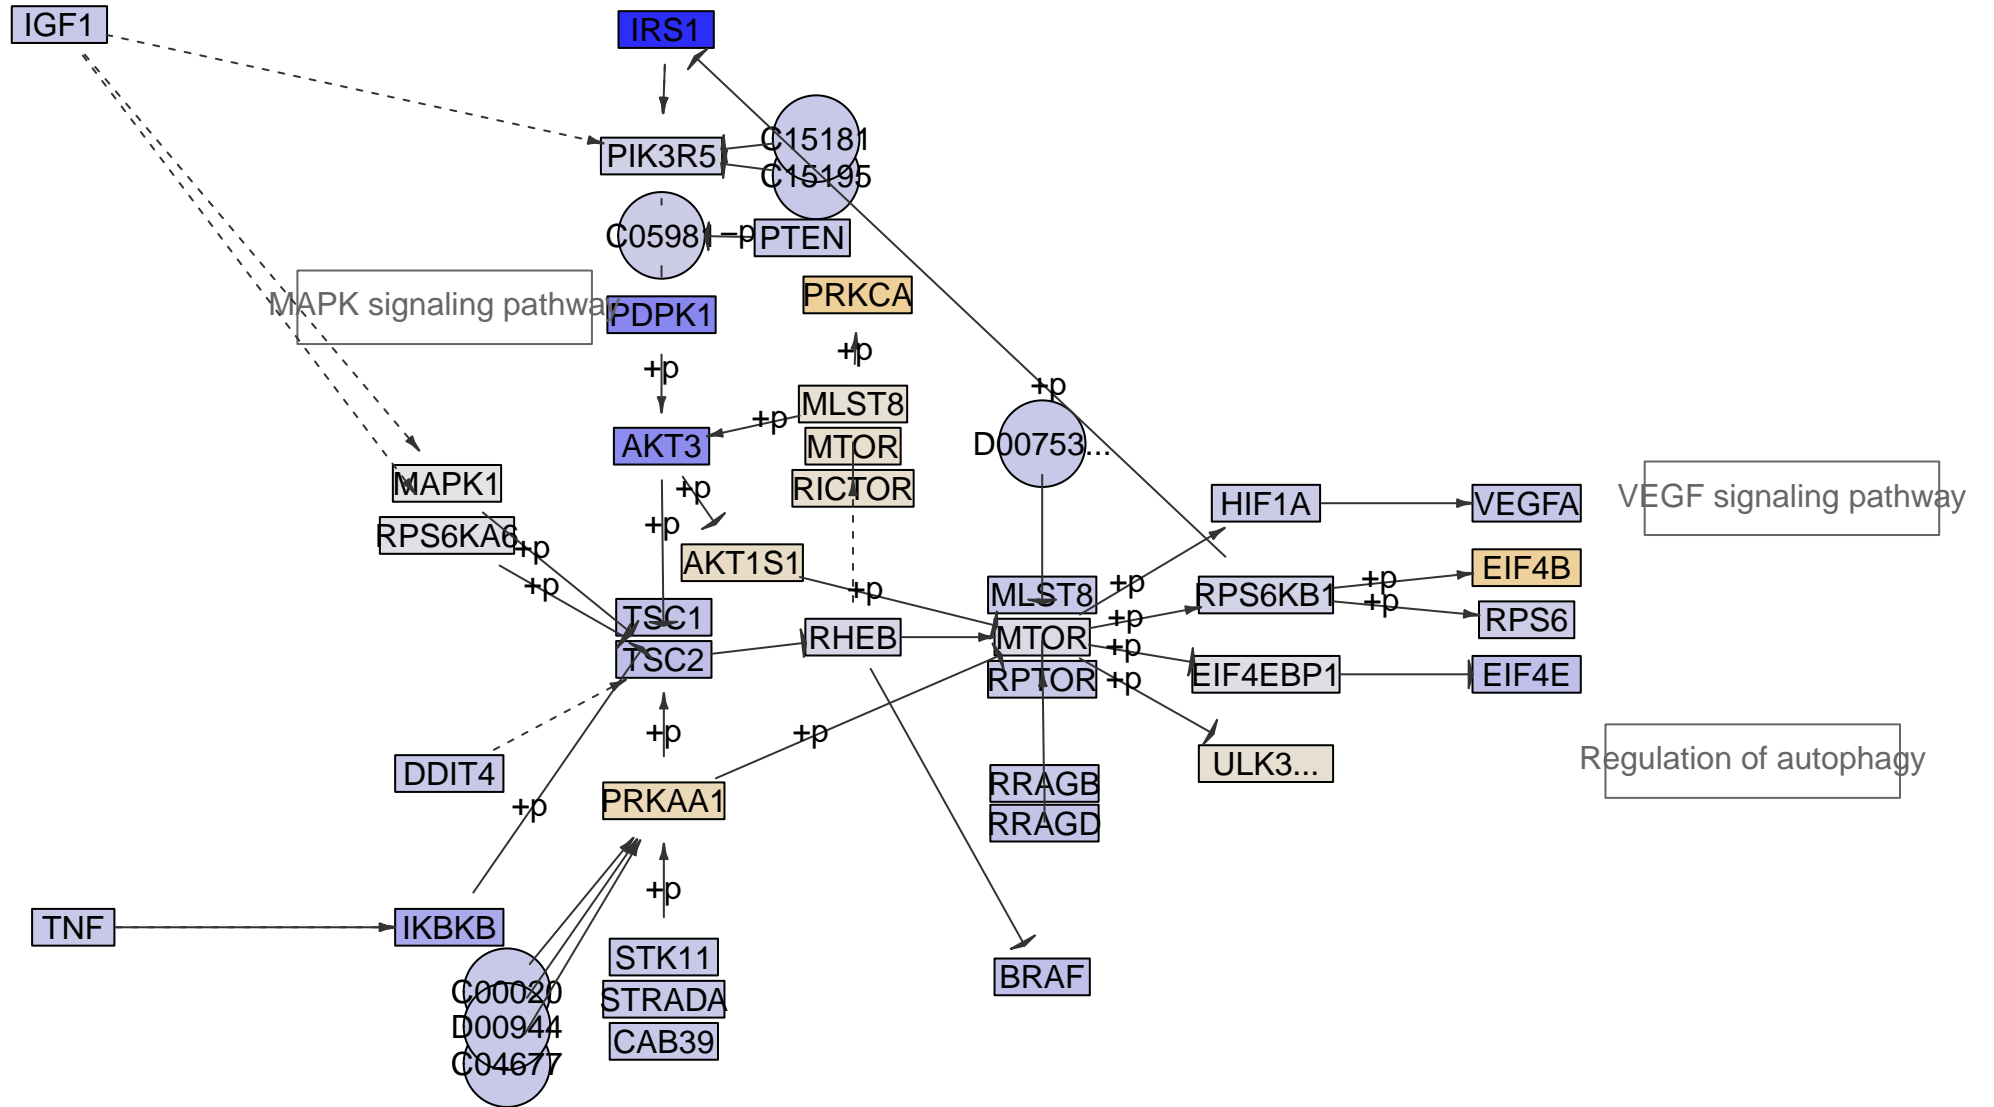 IGF1
IRS1
C15181
PIK3R5
C15195
C05981
–p
PTEN
PRKCA
MAPK signaling pathway
PDPK1
+p
+p
+p
MLST8
+p
AKT3
MTOR
D00753...
MAPK1
+p
RICTOR
HIF1A
VEGFA
VEGF signaling pathway
RPS6KA6
+p
+p
AKT1S1
EIF4B
+p
+p
+p
MLST8
RPS6KB1
+p
+p
TSC1
+p
RPS6
RHEB
MTOR
+p
TSC2
RPTOR
+p
EIF4EBP1
EIF4E
+p
+p
DDIT4
ULK3...
Regulation of autophagy
RRAGB
+p
PRKAA1
RRAGD
+p
TNF
IKBKB
STK11
BRAF
C00020
STRADA
D00944
CAB39
C04677